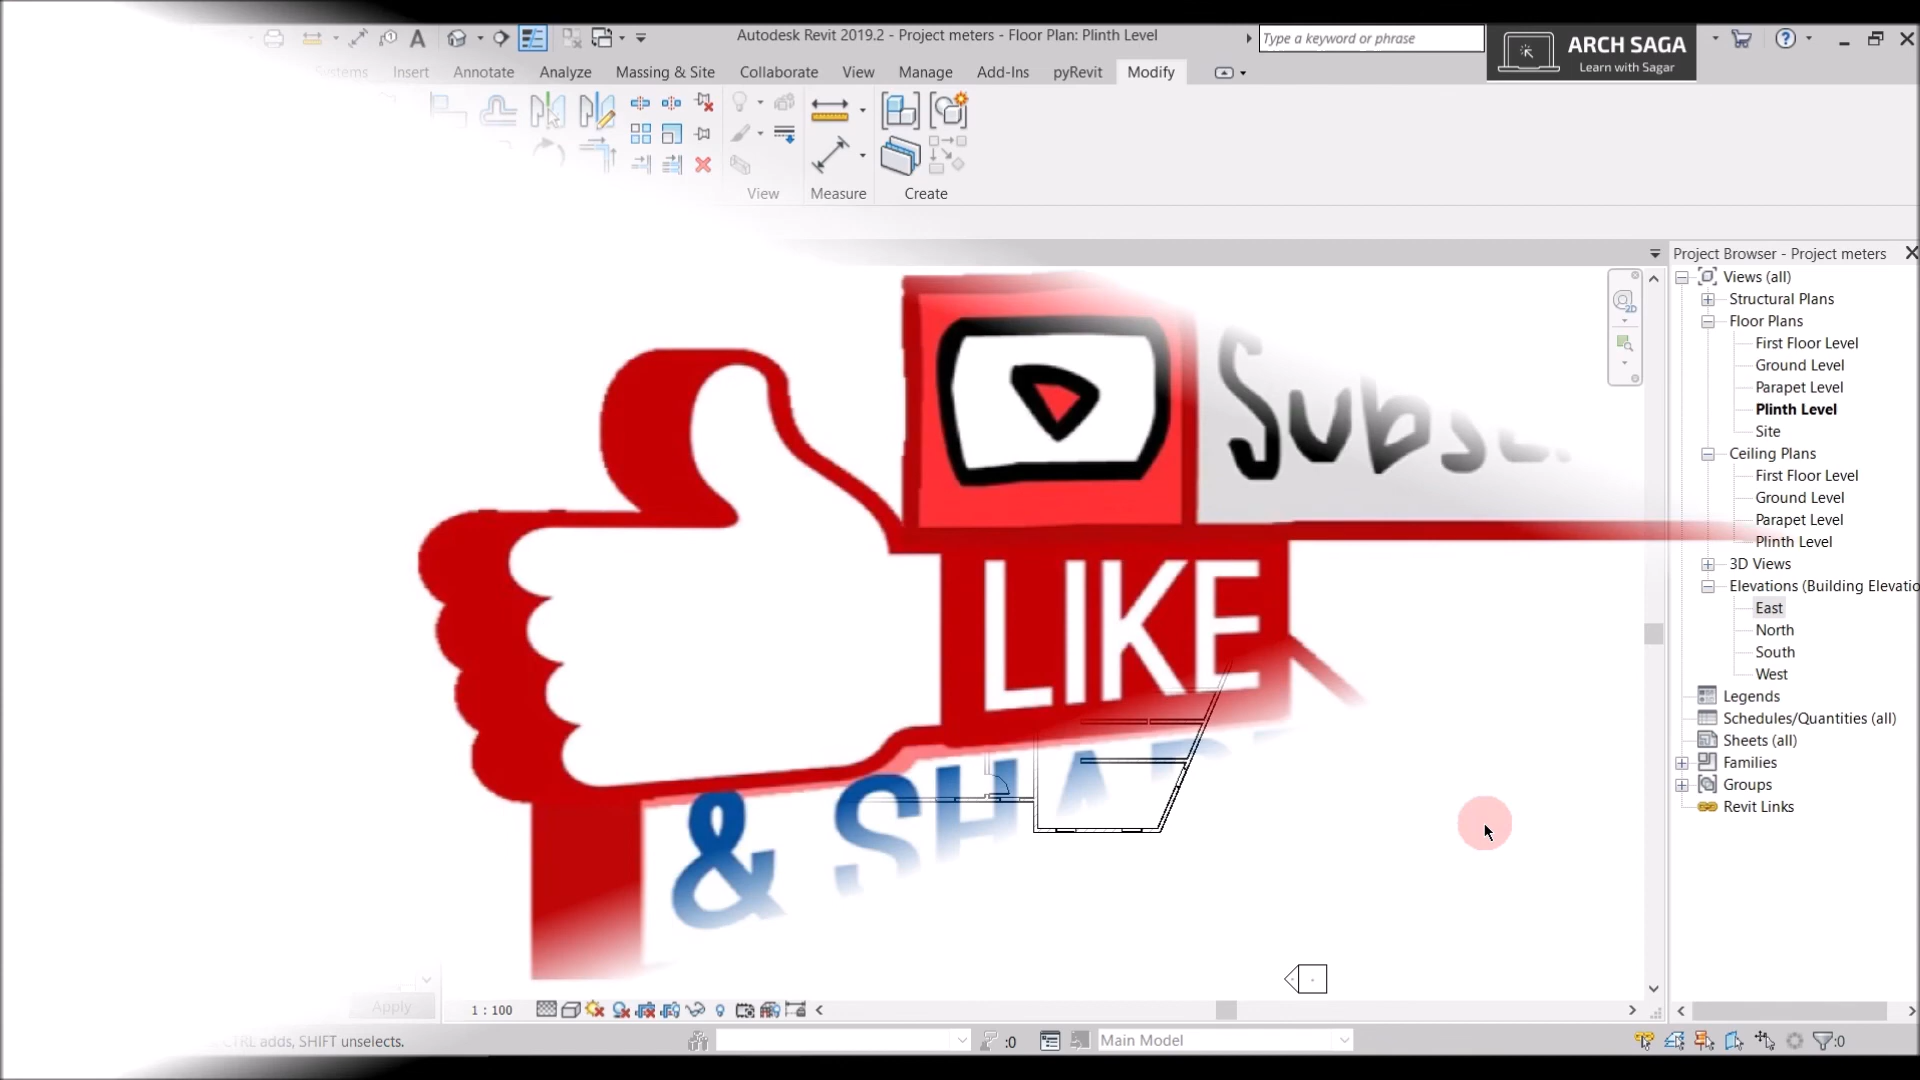 Autodesk Revit 2019.2 - Project meters - Floor Plan: Plinth Level
Type a keyword or phrase
ARCH SAGA
Learn with Sagar
Systems Insert Annotate Analyze Massing & Site Collaborate View Manage Add-Ins pyRevit Modify
View Measure Create
Project Browser - Project meters
Views (all)
Structural Plans
Floor Plans
First Floor Level
Ground Level
Parapet Level
Plinth Level
Site
Ceiling Plans
First Floor Level
Ground Level
Parapet Level
Plinth Level
3D Views
Elevations (Building Elevatio
East
North
South
West
Legends
Schedules/Quantities (all)
Sheets (all)
Families
Groups
Revit Links
LIKE
& SHARE
Apply
1 : 100
CTRL adds, SHIFT unselects.
:0
Main Model
:0